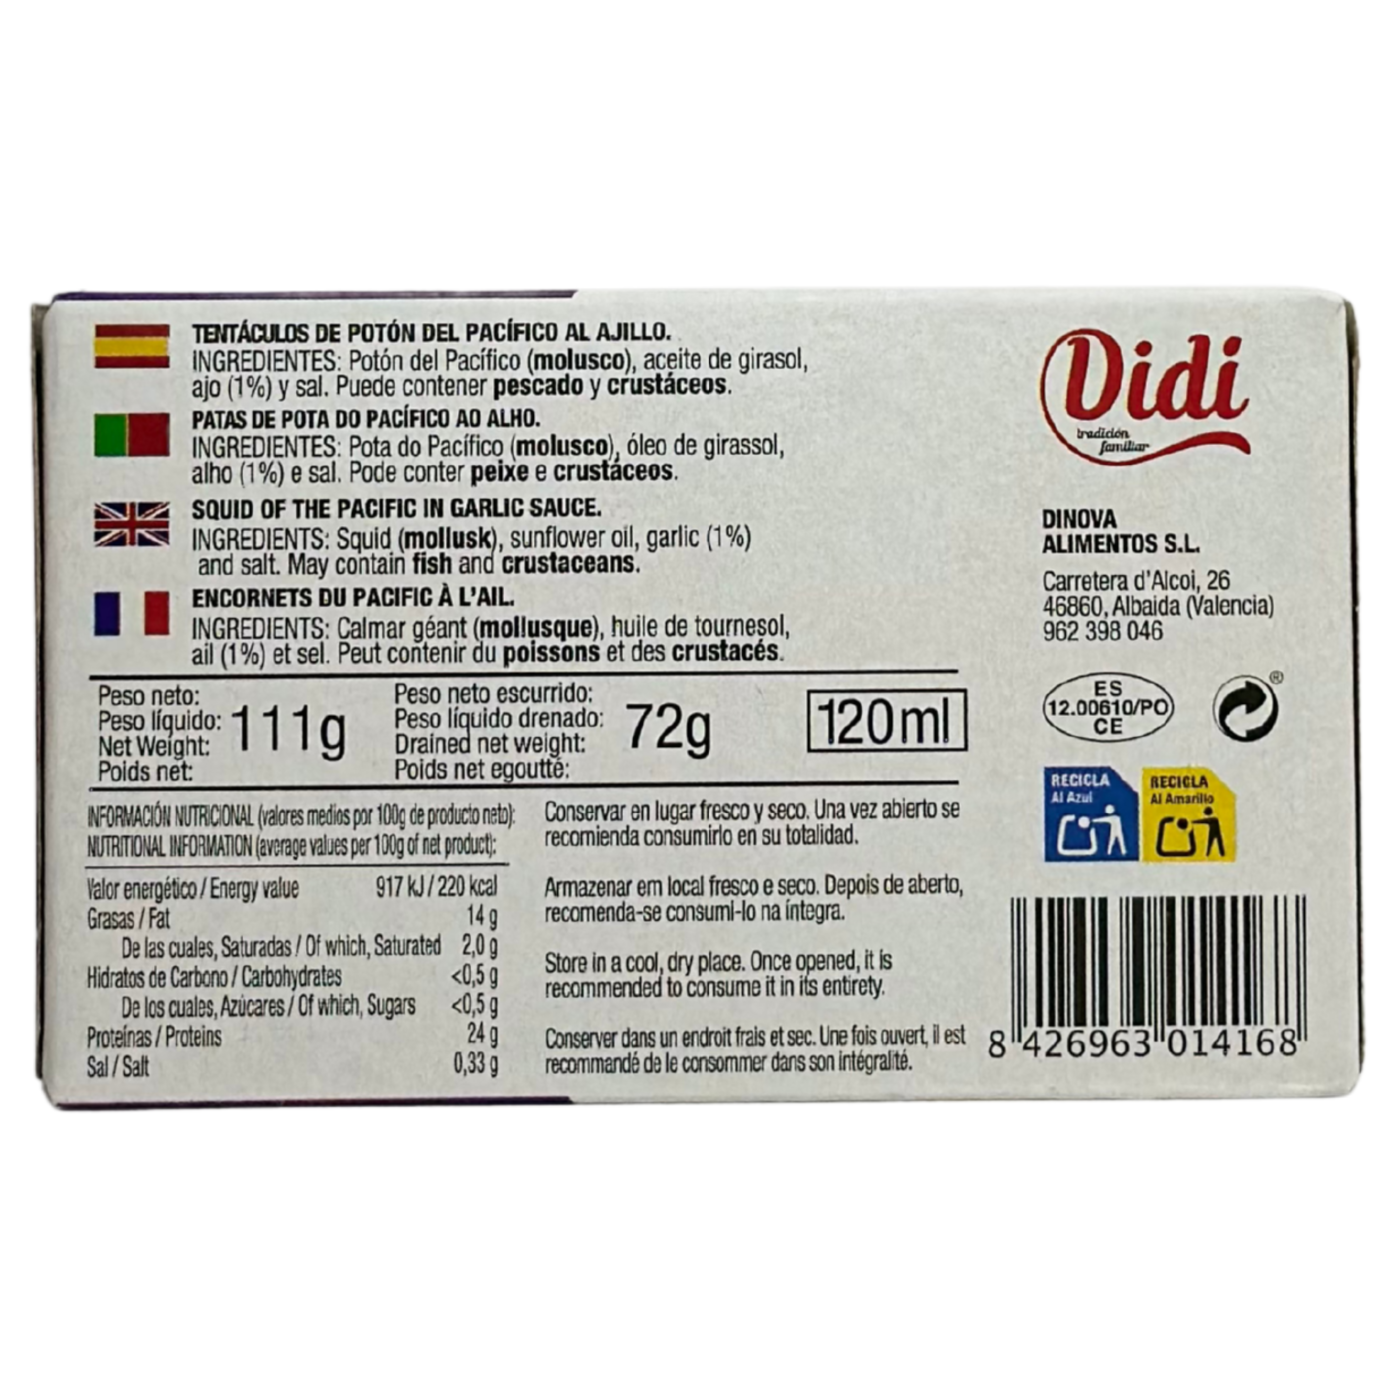 TENTÁCULOS DE POTÓN DEL PACÍFICO AL AJILLO.
INGREDIENTES: Potón del Pacífico (molusco), aceite de girasol,
ajo (1%) y sal. Puede contener pescado y crustáceos.
PATAS DE POTA DO PACÍFICO AO ALHO.
INGREDIENTES: Pota do Pacífico (molusco), óleo de girassol,
alho (1%) e sal. Pode conter peixe e crustáceos.
SQUID OF THE PACIFIC IN GARLIC SAUCE.
INGREDIENTS: Squid (mollusk), sunflower oil, garlic (1%)
and salt. May contain fish and crustaceans.
ENCORNETS DU PACIFIC À L'AIL.
INGREDIENTS: Calmar géant (mollusque), huile de tournesol,
ail (1%) et sel. Peut contenir du poissons et des crustacés.
Peso neto:
Peso líquido:
Net Weight:
Poids net:
111g
Peso neto escurrido:
Peso líquido drenado:
Drained net weight:
Poids net egoutté:
72g
120ml
INFORMACIÓN NUTRICIONAL (valores medios por 100g de producto neto):
NUTRITIONAL INFORMATION (average values per 100g of net product):
Valor energético / Energy value 917 kJ / 220 kcal
Grasas / Fat 14 g
De las cuales, Saturadas / Of which, Saturated 2,0 g
Hidratos de Carbono / Carbohydrates <0,5 g
De los cuales, Azúcares / Of which, Sugars <0,5 g
Proteínas / Proteins 24 g
Sal / Salt 0,33 g
Conservar en lugar fresco y seco. Una vez abierto se
recomienda consumirlo en su totalidad.
Armazenar em local fresco e seco. Depois de aberto,
recomenda-se consumi-lo na íntegra.
Store in a cool, dry place. Once opened, it is
recommended to consume it in its entirety.
Conserver dans un endroit frais et sec. Une fois ouvert, il est
recommandé de le consommer dans son intégralité.
Didi
tradición
familiar
DINOVA
ALIMENTOS S.L.
Carretera d'Alcoi, 26
46860, Albaida (Valencia)
962 398 046
ES
12.00610/PO
CE
®
RECICLA
Al Azul
RECICLA
Al Amarillo
8 426963 014168